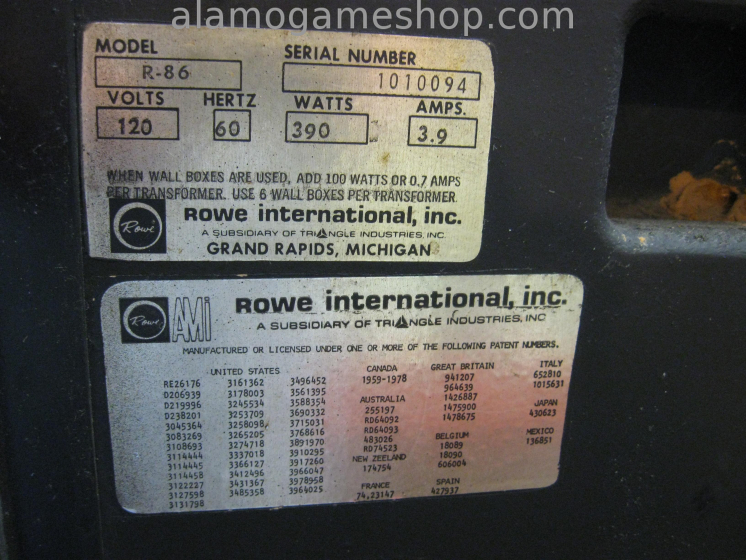 alamogameshop.com
MODEL
R-86
SERIAL NUMBER
1010094
VOLTS
120
HERTZ
60
WATTS
390
AMPS.
3.9
WHEN WALL BOXES ARE USED, ADD 100 WATTS OR 0.7 AMPS
PER TRANSFORMER. USE 6 WALL BOXES PER TRANSFORMER
Rowe
Rowe international, inc.
A SUBSIDIARY OF TRIANGLE INDUSTRIES, INC.
GRAND RAPIDS, MICHIGAN
Rowe
AMi
Rowe international, inc.
A SUBSIDIARY OF TRIANGLE INDUSTRIES, INC
MANUFACTURED OR LICENSED UNDER ONE OR MORE OF THE FOLLOWING PATENT NUMBERS.
UNITED STATES
RE26176 3161362 3496452
D206939 3178003 3561395
D219996 3245534 3588354
D238201 3253709 3690332
3045364 3258098 3715031
3083269 3265205 3768616
3108693 3274718 3891970
3114444 3337018 3910295
3114445 3366127 3917260
3114458 3412496 3966047
3122227 3431367 3978958
3127598 3485358 3964025
3131798
CANADA
1959-1978
AUSTRALIA
255197
RD64092
RD64093
483026
RD74523
NEW ZEELAND
174754
FRANCE
74,23147
GREAT BRITAIN
941207
964639
1426887
1475900
1478675
BELGIUM
18089
18090
606004
SPAIN
427937
ITALY
652810
1015631
JAPAN
430623
MEXICO
136851